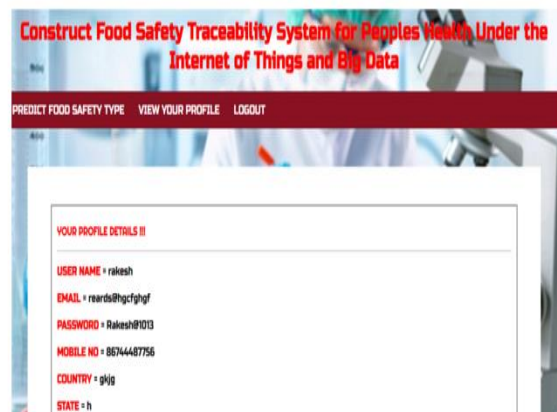 Construct Food Safety Traceability System for Peoples Health Under the
Internet of Things and Big Data
PREDICT FOOD SAFETY TYPE VIEW YOUR PROFILE LOGOUT
YOUR PROFILE DETAILS !!!
USER NAME = rakesh
EMAIL = reards@hgcfghgf
PASSWORD = Rakesh@1013
MOBILE NO = 86744487756
COUNTRY = gkjg
STATE = h